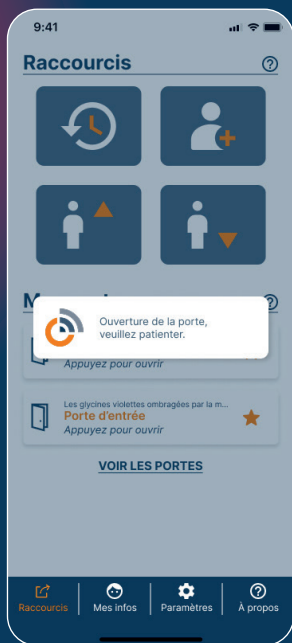 9:41
Raccourcis
M
Ouverture de la porte,
veuillez patienter.
Appuyez pour ouvrir
Les glycines violettes ombragées par la m...
Porte d'entrée
Appuyez pour ouvrir
VOIR LES PORTES
Raccourcis Mes infos Paramètres À propos